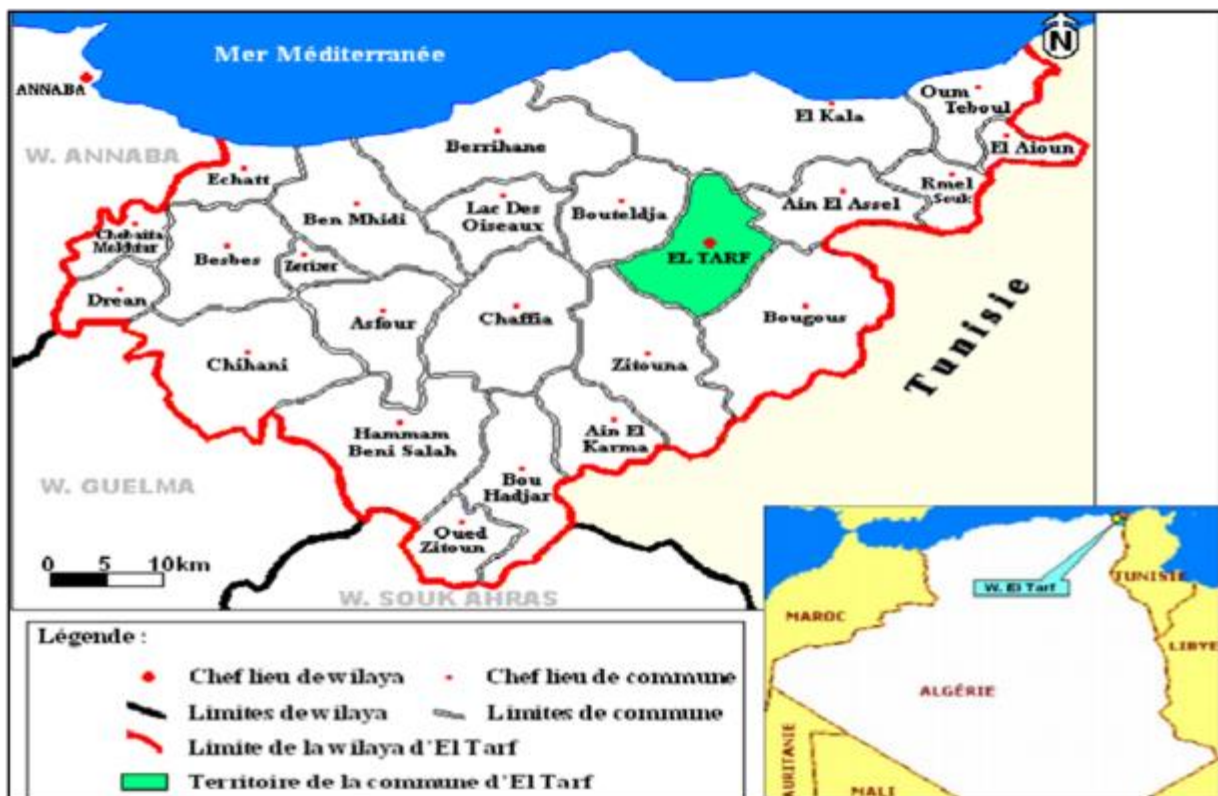 Mer Méditerranée
N
ANNABA
Oum
Teboul
El Kala
El Aioun
Berrihane
W. ANNABA
Echatt
Rmel
Souk
Ain El Assel
Lac Des
Oiseaux
Bouteldja
Ben Mhidi
Chebaita
Mokhtar
Besbes
Zerizer
EL TARF
Drean
Asfour
Chaffia
Bougous
Tunisie
Chihani
Zitouna
Hammam
Beni Salah
Ain El
Karma
Bou
Hadjar
W. GUELMA
Oued
Zitoun
0 5 10km
W. SOUK AHRAS
Légende :
Chef lieu de wilaya
Chef lieu de commune
Limites de wilaya
Limites de commune
Limite de la wilaya d'El Tarf
Territoire de la commune d'El Tarf
W. El Tarf
TUNISIE
MAROC
LIBYE
ALGÉRIE
AURITANIE
MALI